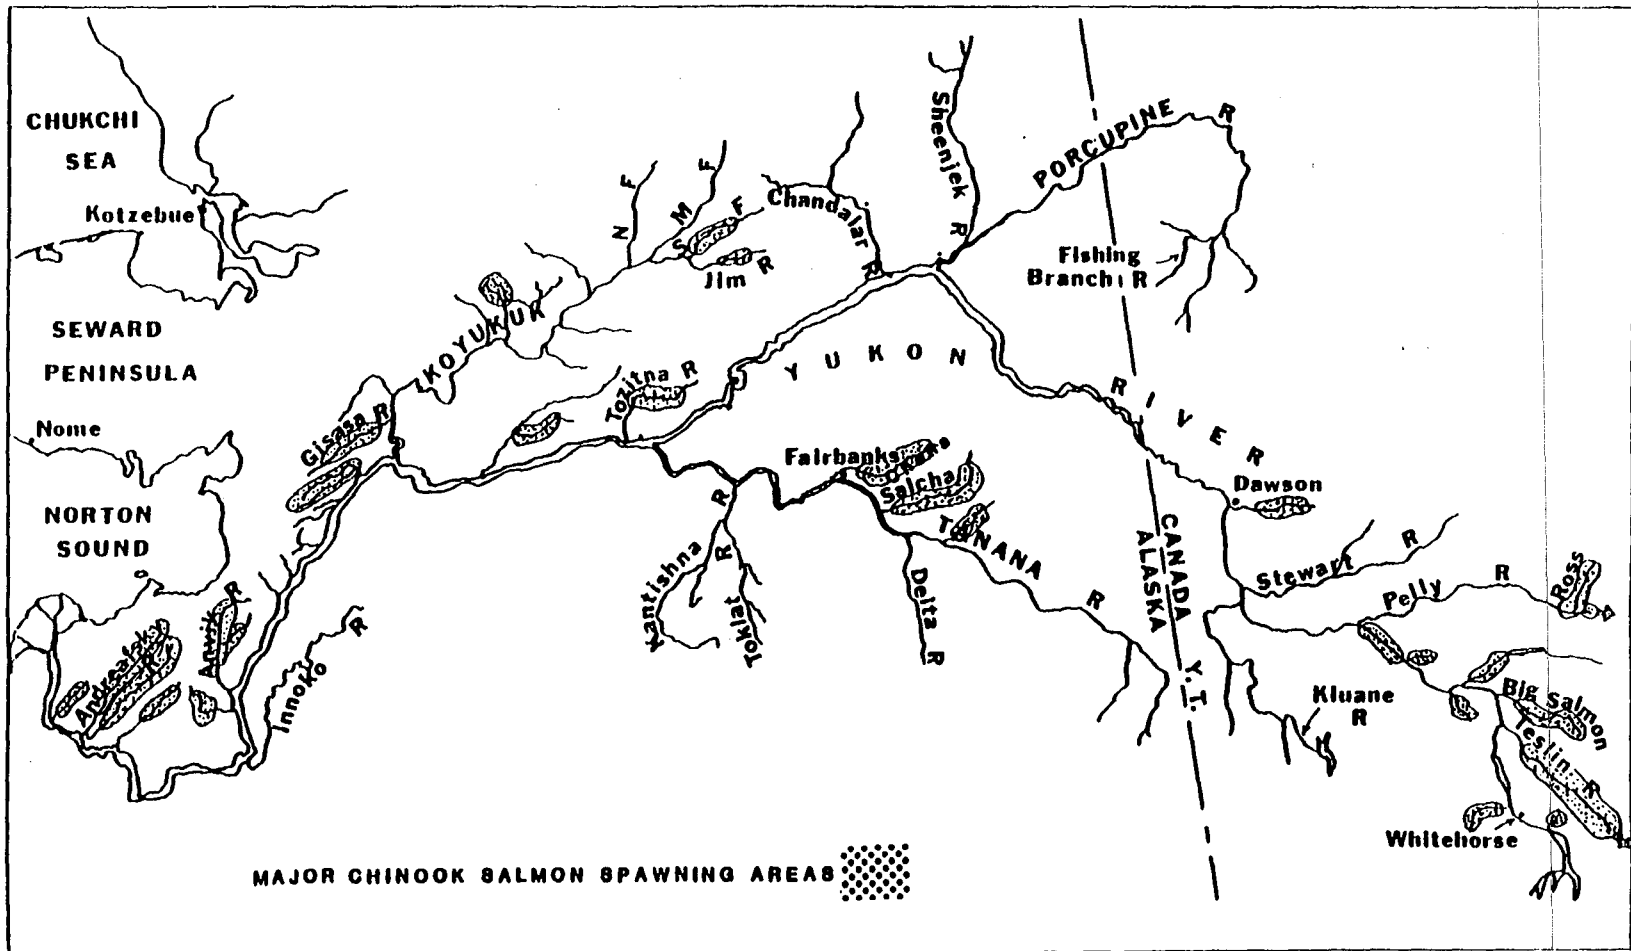 CHUKCHI
SEA
Kotzebue
SEWARD
PENINSULA
Nome
NORTON
SOUND
Andreafsky R
Anvik R
Innoko R
Gisasa R
KOYUKUK
N F
M F
S F
Jim R
Chandalar R
Sheenjek R
PORCUPINE R
Fishing
Branch R
Tozitna R
YUKON RIVER
Fairbanks
Chena
Salcha
TANANA R
Kantishna R
Toklat R
Delta R
CANADA
ALASKA
Y.T.
Dawson
Stewart R
Pelly R
Ross
Kluane
R
Big Salmon
Teslin R
Whitehorse
MAJOR CHINOOK SALMON SPAWNING AREAS